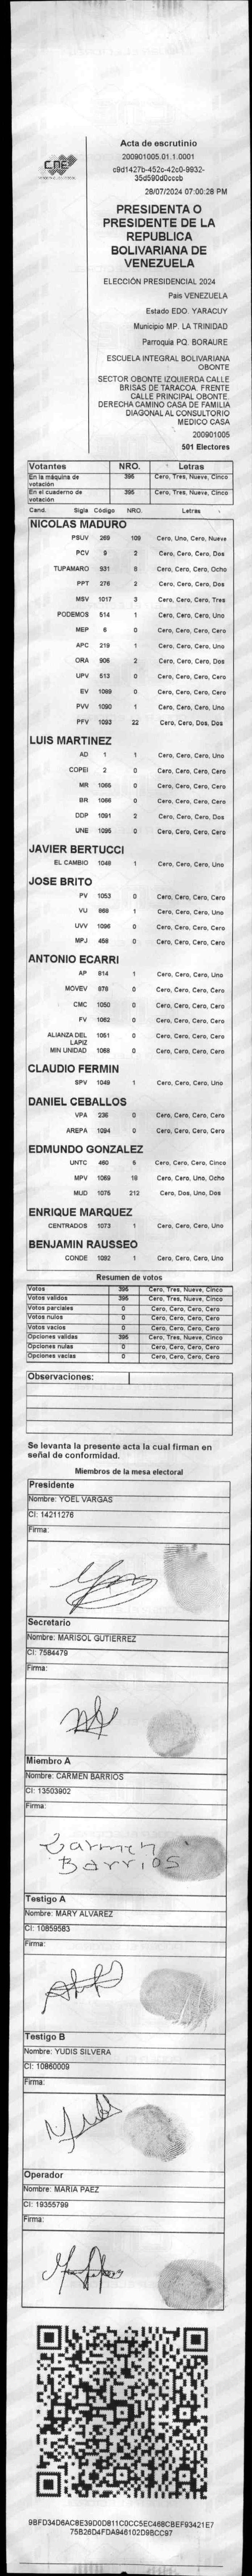 CNE
Acta de escrutinio
200901005.01.1.0001
28/07/2024 07:00:28 PM
PRESIDENTA O
PRESIDENTE DE LA
REPUBLICA
BOLIVARIANA DE
VENEZUELA
ELECCIÓN PRESIDENCIAL 2024
Pais VENEZUELA
Estado EDO. YARACUY
Municipio MP. LA TRINIDAD
Parroquia PQ. BORAURE
ESCUELA INTEGRAL BOLIVARIANA
OBONTE
SECTOR OBONTE IZQUIERDA CALLE
BRISAS DE TARACOA. FRENTE
CALLE PRINCIPAL OBONTE.
DERECHA CAMINO CASA DE FAMILIA
DIAGONAL AL CONSULTORIO
MEDICO CASA
200901005
501 Electores
Votantes NRO. Letras
En la máquina de votación 395 Cero, Tres, Nueve, Cinco
En el cuaderno de votación 395 Cero, Tres, Nueve, Cinco
Cand. Sigla Código NRO. Letras
NICOLAS MADURO
PSUV 269 109 Cero, Uno, Cero, Nueve
PCV 9 2 Cero, Cero, Cero, Dos
TUPAMARO 931 8 Cero, Cero, Cero, Ocho
PPT 276 2 Cero, Cero, Cero, Dos
MSV 1017 3 Cero, Cero, Cero, Tres
PODEMOS 514 1 Cero, Cero, Cero, Uno
MEP 6 0 Cero, Cero, Cero, Cero
APC 219 1 Cero, Cero, Cero, Uno
ORA 906 2 Cero, Cero, Cero, Dos
UPV 513 0 Cero, Cero, Cero, Cero
EV 1089 0 Cero, Cero, Cero, Cero
PVV 1090 1 Cero, Cero, Cero, Uno
PFV 1093 22 Cero, Cero, Dos, Dos
LUIS MARTINEZ
AD 1 1 Cero, Cero, Cero, Uno
COPEI 2 0 Cero, Cero, Cero, Cero
MR 1065 0 Cero, Cero, Cero, Cero
BR 1066 0 Cero, Cero, Cero, Cero
DDP 1091 2 Cero, Cero, Cero, Dos
UNE 1095 0 Cero, Cero, Cero, Cero
JAVIER BERTUCCI
EL CAMBIO 1048 1 Cero, Cero, Cero, Uno
JOSE BRITO
PV 1053 0 Cero, Cero, Cero, Cero
VU 868 1 Cero, Cero, Cero, Uno
UVV 1096 0 Cero, Cero, Cero, Cero
MPJ 458 0 Cero, Cero, Cero, Cero
ANTONIO ECARRI
AP 814 1 Cero, Cero, Cero, Uno
MOVEV 978 0 Cero, Cero, Cero, Cero
CMC 1050 0 Cero, Cero, Cero, Cero
FV 1062 0 Cero, Cero, Cero, Cero
ALIANZA DEL LAPIZ 1051 0 Cero, Cero, Cero, Cero
MIN UNIDAD 1068 0 Cero, Cero, Cero, Cero
CLAUDIO FERMIN
SPV 1049 1 Cero, Cero, Cero, Uno
DANIEL CEBALLOS
VPA 236 0 Cero, Cero, Cero, Cero
AREPA 1094 0 Cero, Cero, Cero, Cero
EDMUNDO GONZALEZ
UNTC 460 5 Cero, Cero, Cero, Cinco
MPV 1069 18 Cero, Cero, Uno, Ocho
MUD 1075 212 Cero, Dos, Uno, Dos
ENRIQUE MARQUEZ
CENTRADOS 1073 1 Cero, Cero, Cero, Uno
BENJAMIN RAUSSEO
CONDE 1092 1 Cero, Cero, Cero, Uno
Resumen de votos
Votos 395 Cero, Tres, Nueve, Cinco
Votos validos 395 Cero, Tres, Nueve, Cinco
Votos parciales 0 Cero, Cero, Cero, Cero
Votos nulos 0 Cero, Cero, Cero, Cero
Votos vacios 0 Cero, Cero, Cero, Cero
Opciones validas 395 Cero, Tres, Nueve, Cinco
Opciones nulas 0 Cero, Cero, Cero, Cero
Opciones vacias 0 Cero, Cero, Cero, Cero
Observaciones:
Se levanta la presente acta la cual firman en
señal de conformidad.
Miembros de la mesa electoral
Presidente
Nombre: YOEL VARGAS
CI: 14211276
Firma:
Secretario
Nombre: MARISOL GUTIERREZ
CI: 7584479
Firma:
Miembro A
Nombre: CARMEN BARRIOS
CI: 13503902
Firma:
Carmen
Barrios
Testigo A
Nombre: MARY ALVAREZ
CI: 10859583
Firma:
Testigo B
Nombre: YUDIS SILVERA
CI: 10860009
Firma:
Operador
Nombre: MARIA PAEZ
CI: 19355799
Firma: